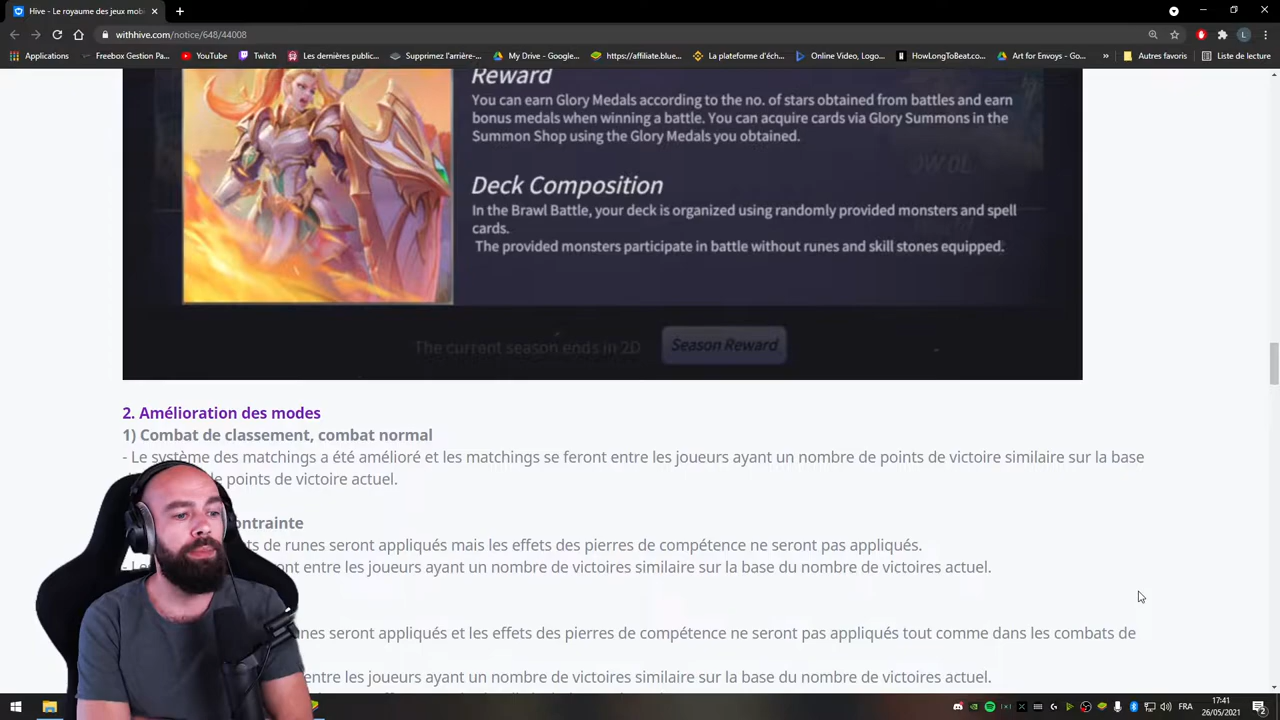 Hive - Le royaume des jeux mob
withhive.com/notice/648/44008
Applications
Freebox Gestion Pa...
YouTube
Twitch
Les dernières public...
Supprimez l'arrière-...
My Drive - Google...
https://affiliate.blue...
La plateforme d'éch...
Online Video, Logo...
HowLongToBeat.com...
Art for Envoys - Go...
»
Autres favoris
Liste de lecture
Reward
You can earn Glory Medals according to the no. of stars obtained from battles and earn
bonus medals when winning a battle. You can acquire cards via Glory Summons in the
Summon Shop using the Glory Medals you obtained.
Deck Composition
In the Brawl Battle, your deck is organized using randomly provided monsters and spell
cards.
The provided monsters participate in battle without runes and skill stones equipped.
The current season ends in 2D
Season Reward
2. Amélioration des modes
1) Combat de classement, combat normal
- Le système des matchings a été amélioré et les matchings se feront entre les joueurs ayant un nombre de points de victoire similaire sur la base
de points de victoire actuel.
contrainte
de runes seront appliqués mais les effets des pierres de compétence ne seront pas appliqués.
entre les joueurs ayant un nombre de victoires similaire sur la base du nombre de victoires actuel.
seront appliqués et les effets des pierres de compétence ne seront pas appliqués tout comme dans les combats de
entre les joueurs ayant un nombre de victoires similaire sur la base du nombre de victoires actuel.
FRA
17:41
26/05/2021